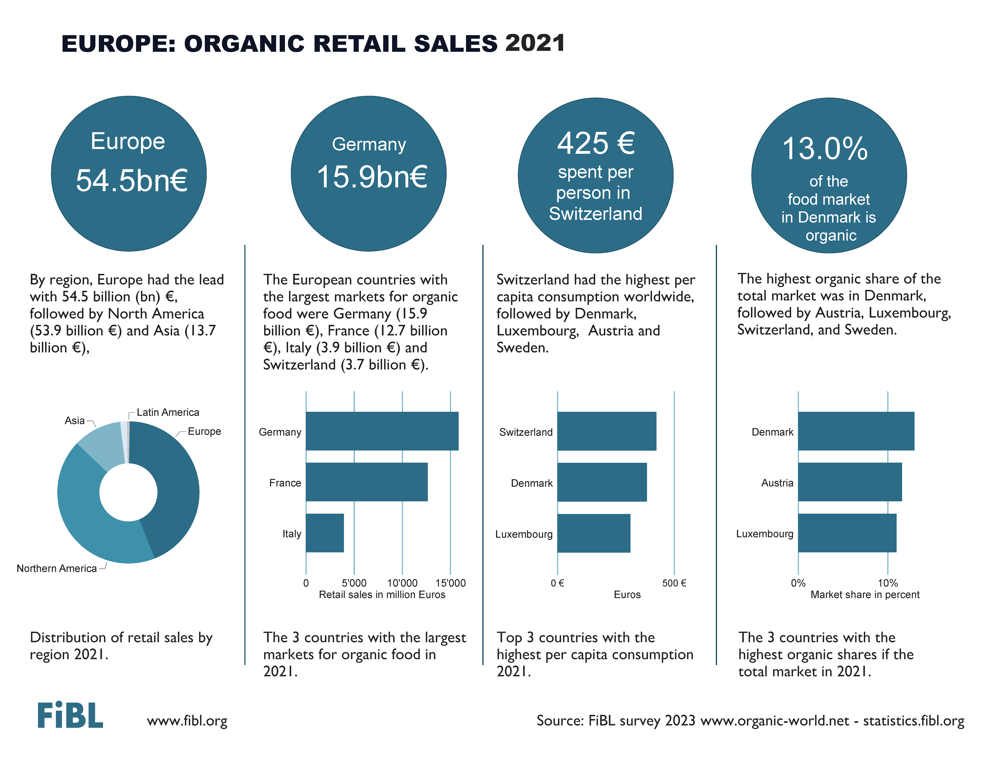 EUROPE: ORGANIC RETAIL SALES 2021
Europe
54.5bn€
Germany
15.9bn€
425 €
spent per
person in
Switzerland
13.0%
of the
food market
in Denmark is
organic
By region, Europe had the lead
with 54.5 billion (bn) €,
followed by North America
(53.9 billion €) and Asia (13.7
billion €),
The European countries with
the largest markets for organic
food were Germany (15.9
billion €), France (12.7 billion
€), Italy (3.9 billion €) and
Switzerland (3.7 billion €).
Switzerland had the highest per
capita consumption worldwide,
followed by Denmark,
Luxembourg,  Austria and
Sweden.
The highest organic share of the
total market was in Denmark,
followed by Austria, Luxembourg,
Switzerland, and Sweden.
Latin America
Asia
Europe
Northern America
Germany
France
Italy
0 5'000 10'000 15'000
Retail sales in million Euros
Switzerland
Denmark
Luxembourg
0 € 500 €
Euros
Denmark
Austria
Luxembourg
0% 10%
Market share in percent
Distribution of retail sales by
region 2021.
The 3 countries with the largest
markets for organic food in
2021.
Top 3 countries with the
highest per capita consumption
2021.
The 3 countries with the
highest organic shares if the
total market in 2021.
FiBL
www.fibl.org
Source: FiBL survey 2023 www.organic-world.net - statistics.fibl.org